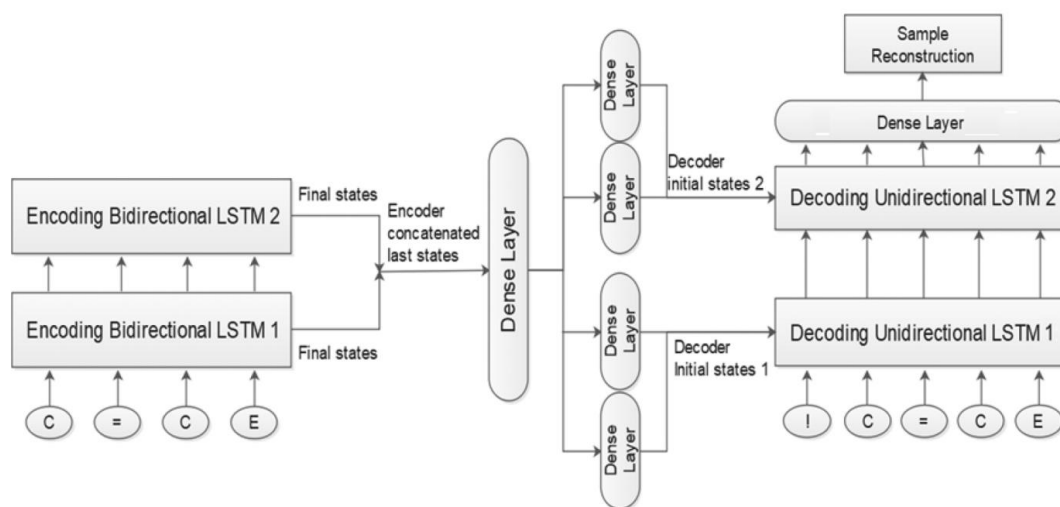 Encoding Bidirectional LSTM 2
Encoding Bidirectional LSTM 1
C
=
C
E
Final states
Final states
Encoder
concatenated
last states
Dense Layer
Dense
Layer
Dense
Layer
Dense
Layer
Dense
Layer
Decoder
initial states 2
Decoder
Initial states 1
Sample
Reconstruction
Dense Layer
Decoding Unidirectional LSTM 2
Decoding Unidirectional LSTM 1
!
C
=
C
E